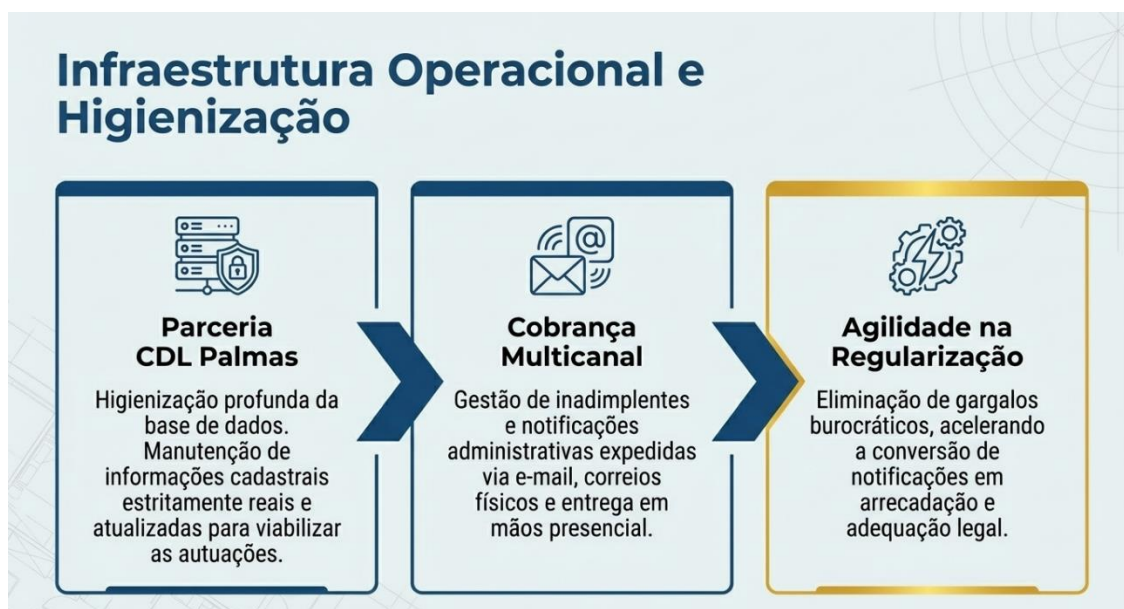 Infraestrutura Operacional e
Higienização
Parceria
CDL Palmas
Higienização profunda da
base de dados.
Manutenção de
informações cadastrais
estritamente reais e
atualizadas para viabilizar
as autuações.
Cobrança
Multicanal
Gestão de inadimplentes
e notificações
administrativas expedidas
via e-mail, correios
físicos e entrega em
mãos presencial.
Agilidade na
Regularização
Eliminação de gargalos
burocráticos, acelerando
a conversão de
notificações em
arrecadação e
adequação legal.